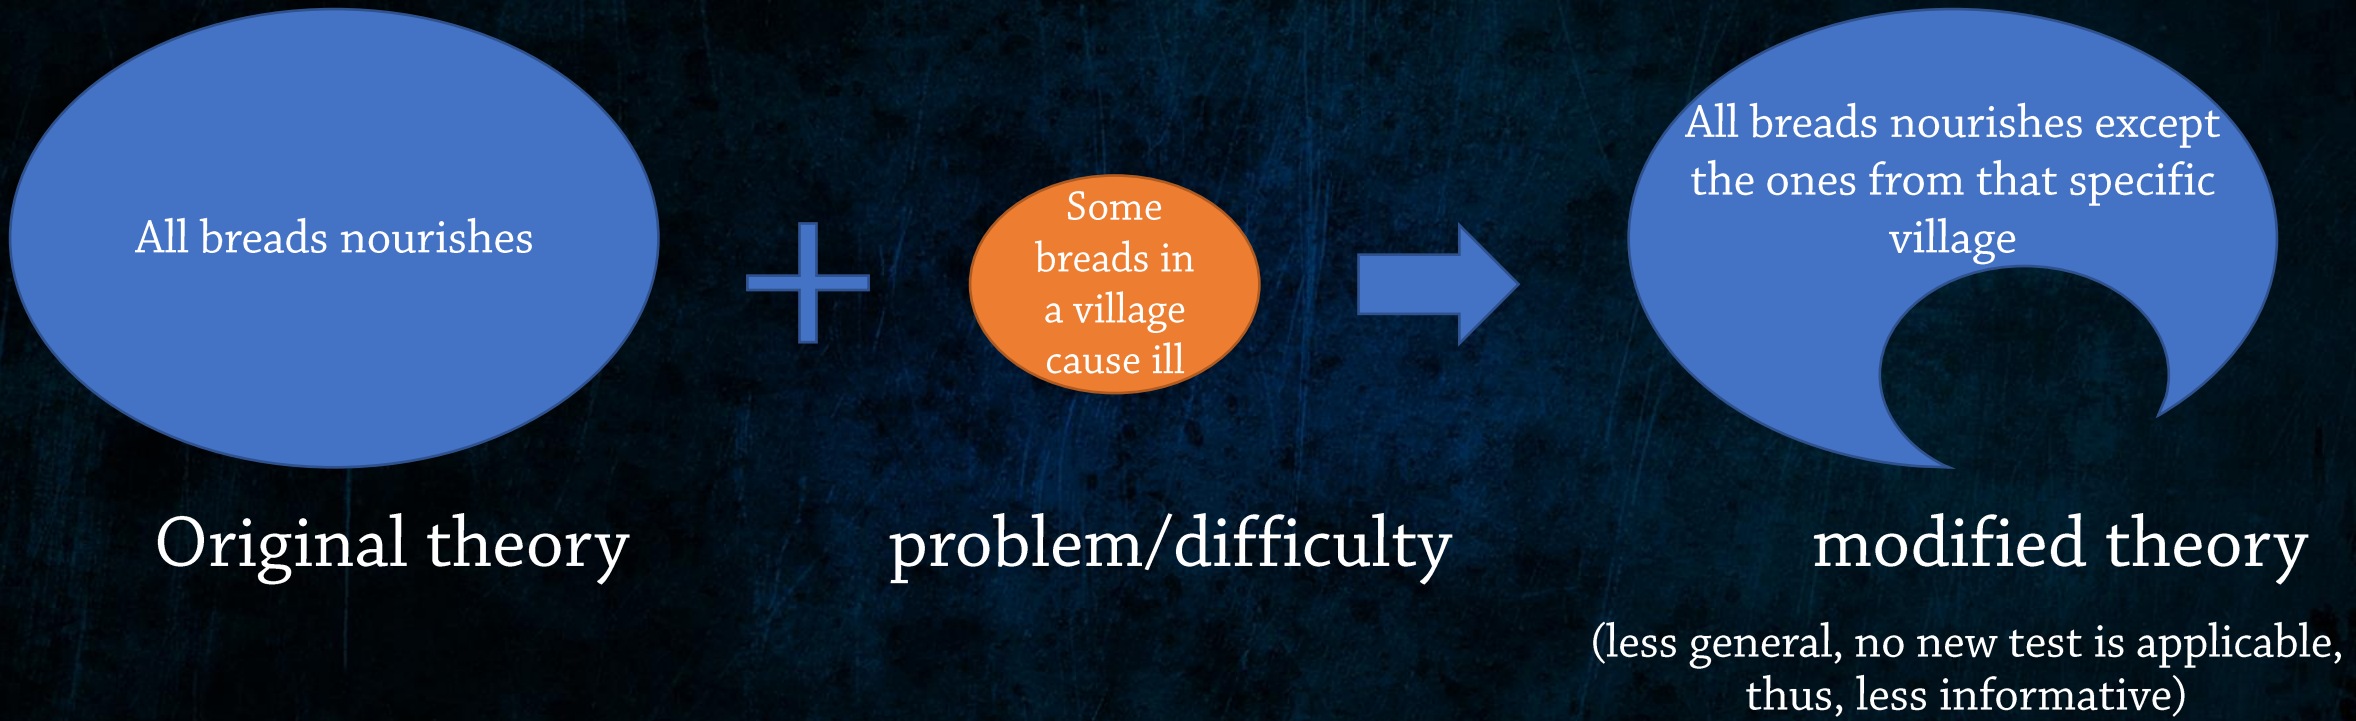 All breads nourishes
Some
breads in
a village
cause ill
All breads nourishes except
the ones from that specific
village
Original theory
problem/difficulty
modified theory
(less general, no new test is applicable,
thus, less informative)